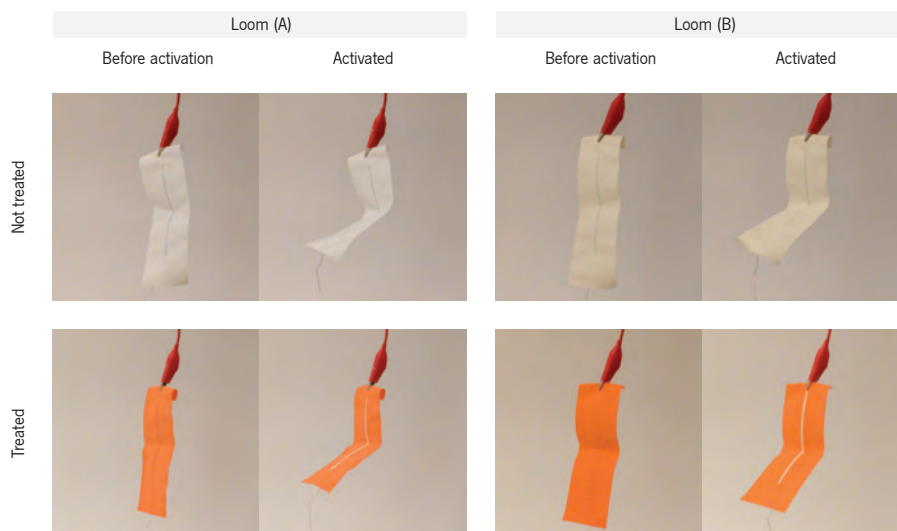 Loom (A)
Loom (B)
Before activation
Activated
Before activation
Activated
Not treated
Treated